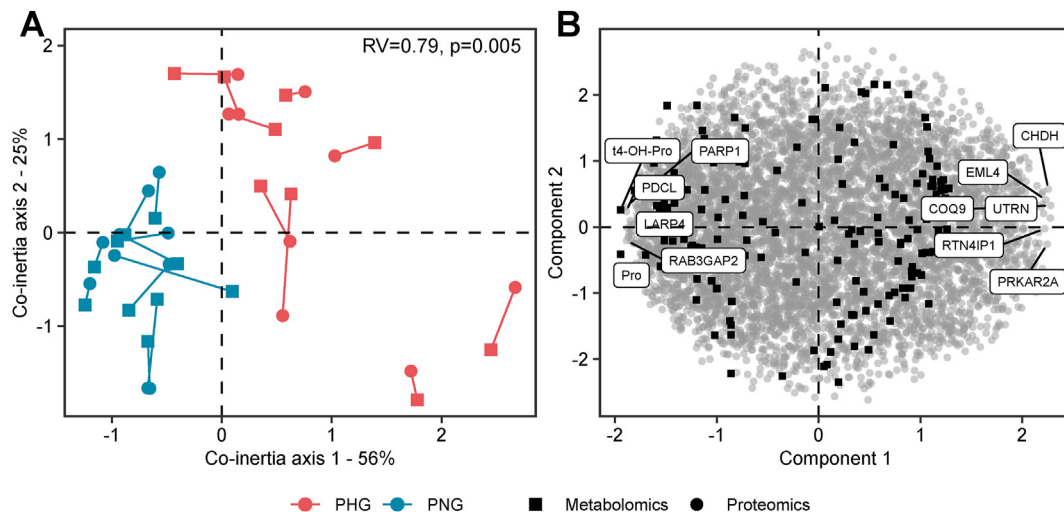 A
RV=0.79, p=0.005
2
1
0
-1
Co-inertia axis 2 - 25%
-1
0
1
2
Co-inertia axis 1 - 56%
B
2
1
0
-1
-2
Component 2
t4-OH-Pro
PARP1
PDCL
LARP4
RAB3GAP2
Pro
CHDH
EML4
COQ9
UTRN
RTN4IP1
PRKAR2A
-2
-1
0
1
2
Component 1
PHG
PNG
Metabolomics
Proteomics